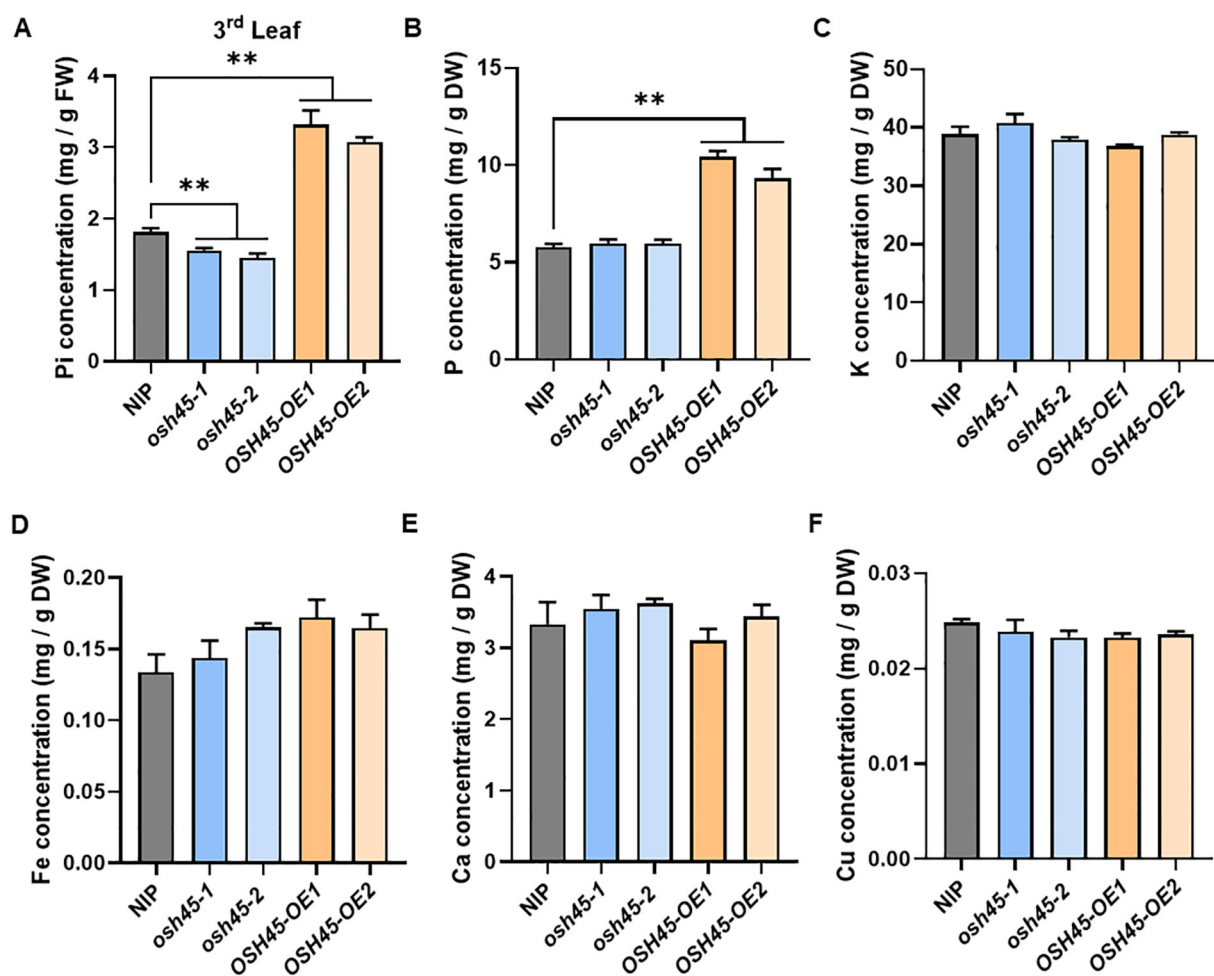 A
3rd Leaf
**
**
Pi concentration (mg / g FW)
4
3
2
1
0
NIP
osh45-1
osh45-2
OSH45-OE1
OSH45-OE2
B
**
P concentration (mg / g DW)
15
10
5
0
NIP
osh45-1
osh45-2
OSH45-OE1
OSH45-OE2
C
K concentration (mg / g DW)
50
40
30
20
10
0
NIP
osh45-1
osh45-2
OSH45-OE1
OSH45-OE2
D
Fe concentration (mg / g DW)
0.20
0.15
0.10
0.05
0.00
NIP
osh45-1
osh45-2
OSH45-OE1
OSH45-OE2
E
Ca concentration (mg / g DW)
4
3
2
1
0
NIP
osh45-1
osh45-2
OSH45-OE1
OSH45-OE2
F
Cu concentration (mg / g DW)
0.03
0.02
0.01
0.00
NIP
osh45-1
osh45-2
OSH45-OE1
OSH45-OE2